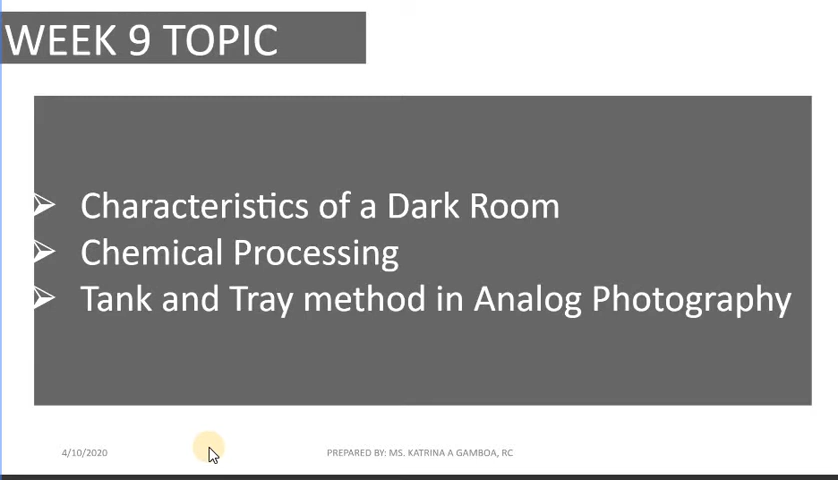 WEEK 9 TOPIC
➢ Characteristics of a Dark Room
➢ Chemical Processing
➢ Tank and Tray method in Analog Photography
4/10/2020
PREPARED BY: MS. KATRINA A GAMBOA, RC